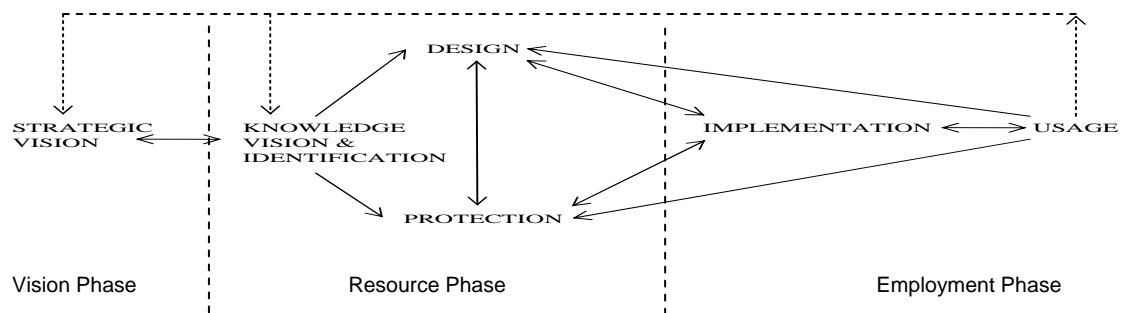 DESIGN
STRATEGIC
VISION
KNOWLEDGE
VISION &
IDENTIFICATION
IMPLEMENTATION
USAGE
PROTECTION
Vision Phase
Resource Phase
Employment Phase